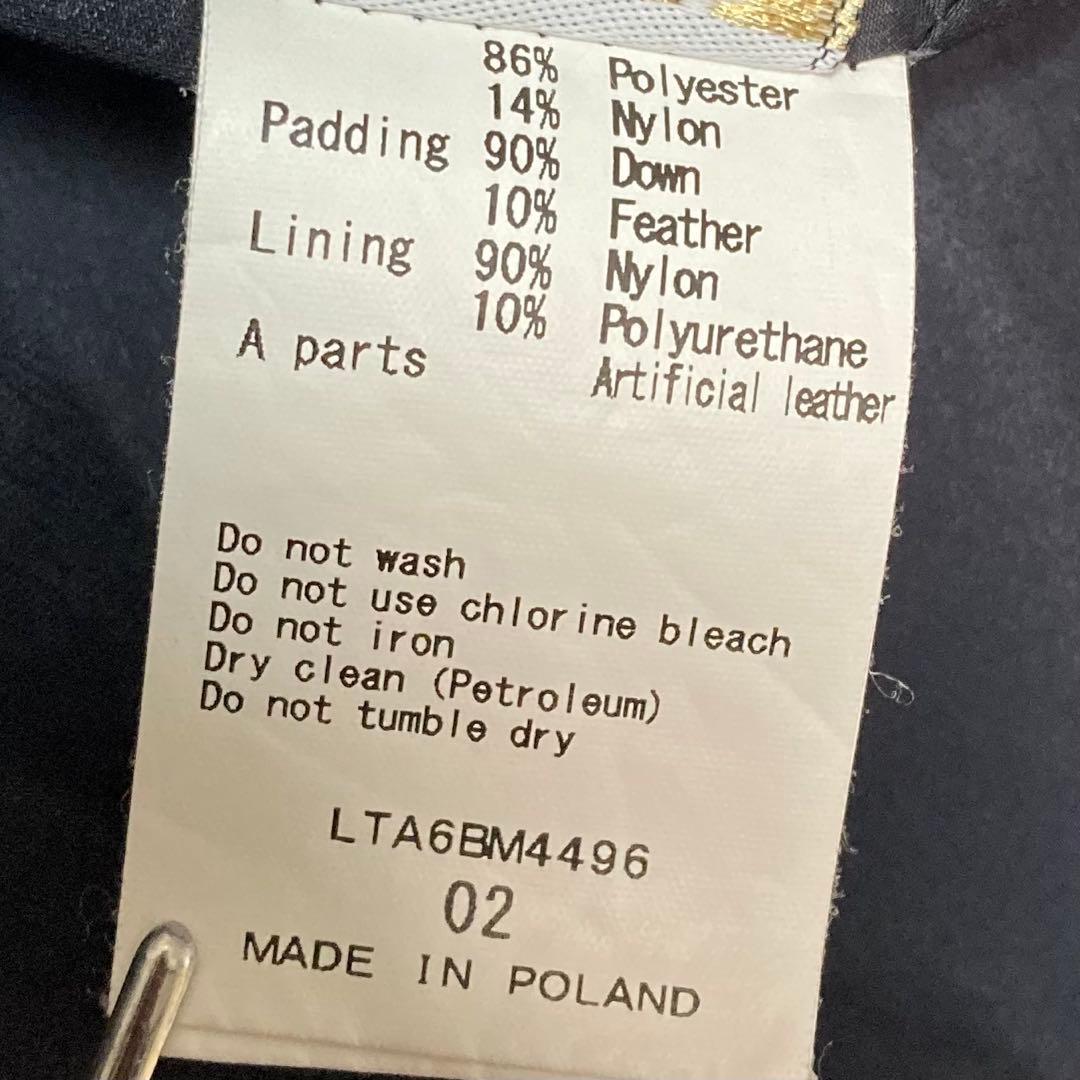 86% Polyester
14% Nylon
Padding 90% Down
10% Feather
Lining 90% Nylon
10% Polyurethane
A parts Artificial leather
Do not wash
Do not use chlorine bleach
Do not iron
Dry clean (Petroleum)
Do not tumble dry
LTA6BM4496
02
MADE IN POLAND